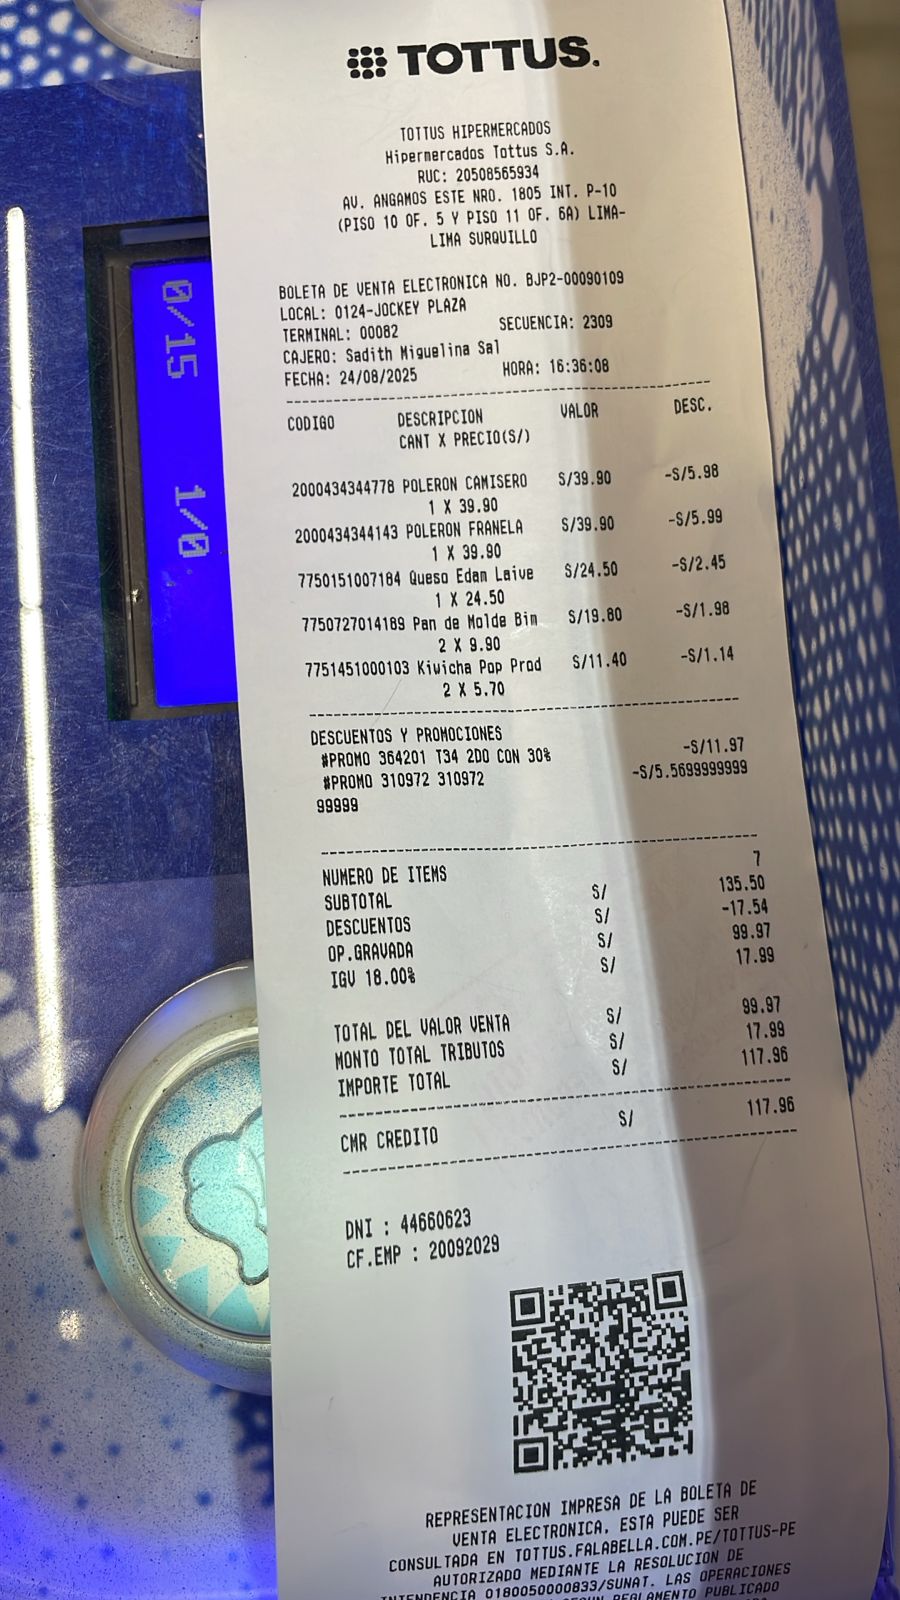 TOTTUS.
TOTTUS HIPERMERCADOS
Hipermercados Tottus S.A.
RUC: 20508565934
AV. ANGAMOS ESTE NRO. 1805 INT. P-10
(PISO 10 OF. 5 Y PISO 11 OF. 6A) LIMA-
LIMA SURQUILLO
BOLETA DE VENTA ELECTRONICA NO. BJP2-00090109
LOCAL: 0124-JOCKEY PLAZA
TERMINAL: 00082 SECUENCIA: 2309
CAJERO: Sadith Miguelina Sal
FECHA: 24/08/2025 HORA: 16:36:08
CODIGO DESCRIPCION VALOR DESC.
CANT X PRECIO(S/)
2000434344778 POLERON CAMISERO S/39.90 -S/5.98
1 X 39.90
2000434344143 POLERON FRANELA S/39.90 -S/5.99
1 X 39.90
7750151007184 Queso Edam Laive S/24.50 -S/2.45
1 X 24.50
7750727014189 Pan de Molde Bim S/19.80 -S/1.98
2 X 9.90
7751451000103 Kiwicha Pop Prod S/11.40 -S/1.14
2 X 5.70
DESCUENTOS Y PROMOCIONES
#PROMO 364201 T34 2DO CON 30% -S/11.97
#PROMO 310972 310972 -S/5.5699999999
99999
NUMERO DE ITEMS 7
SUBTOTAL S/ 135.50
DESCUENTOS S/ -17.54
OP.GRAVADA S/ 99.97
IGV 18.00% S/ 17.99
TOTAL DEL VALOR VENTA S/ 99.97
MONTO TOTAL TRIBUTOS S/ 17.99
IMPORTE TOTAL S/ 117.96
CMR CREDITO S/ 117.96
DNI : 44660623
CF.EMP : 20092029
REPRESENTACION IMPRESA DE LA BOLETA DE
VENTA ELECTRONICA, ESTA PUEDE SER
CONSULTADA EN TOTTUS.FALABELLA.COM.PE/TOTTUS-PE
AUTORIZADO MEDIANTE LA RESOLUCION DE
INTENDENCIA 0180050000833/SUNAT. LAS OPERACIONES
REGLAMENTO PUBLICADO
0/15 1/0